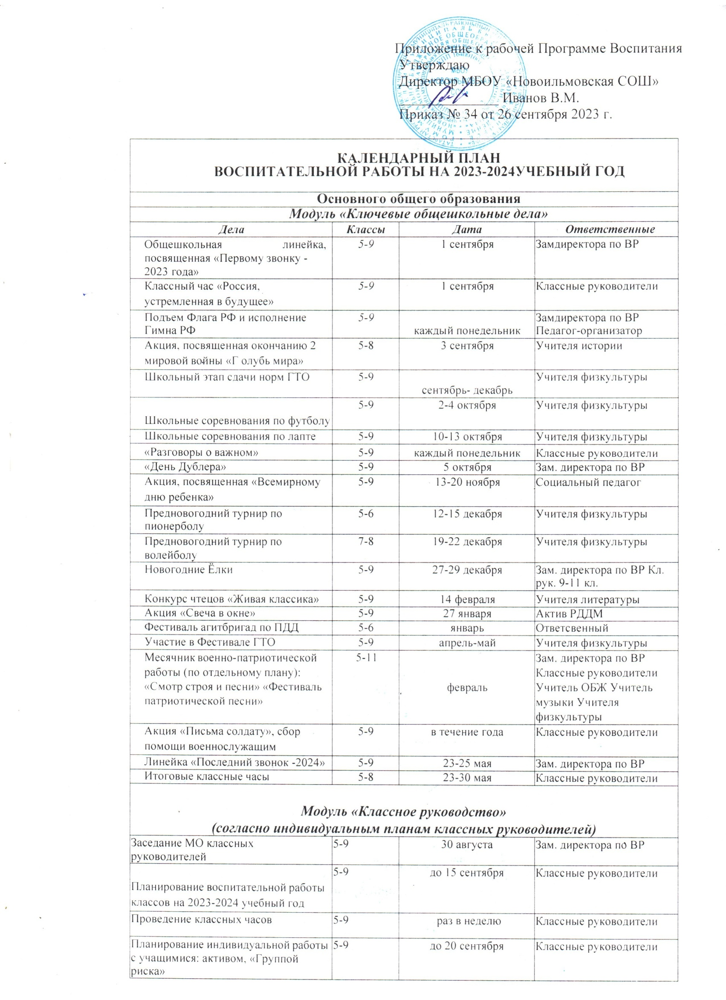 Приложение к рабочей Программе Воспитания
Утверждаю
Директор МБОУ «Новоильмовская СОШ»
Иванов В.М.
Приказ № 34 от 26 сентября 2023 г.
КАЛЕНДАРНЫЙ ПЛАН
ВОСПИТАТЕЛЬНОЙ РАБОТЫ НА 2023-2024УЧЕБНЫЙ ГОД
Основного общего образования
Модуль «Ключевые общешкольные дела»
Дела Классы Дата Ответственные
Общешкольная линейка, 5-9 1 сентября Замдиректора по ВР
посвященная «Первому звонку -
2023 года»
Классный час «Россия, 5-9 1 сентября Классные руководители
устремленная в будущее»
Подъем Флага РФ и исполнение 5-9 Замдиректора по ВР
Гимна РФ каждый понедельник Педагог-организатор
Акция, посвященная окончанию 2 5-8 3 сентября Учителя истории
мировой войны «Г олубь мира»
Школьный этап сдачи норм ГТО 5-9 Учителя физкультуры
сентябрь- декабрь
5-9 2-4 октября Учителя физкультуры
Школьные соревнования по футболу
Школьные соревнования по лапте 5-9 10-13 октября Учителя физкультуры
«Разговоры о важном» 5-9 каждый понедельник Классные руководители
«День Дублера» 5-9 5 октября Зам. директора по ВР
Акция, посвященная «Всемирному 5-9 13-20 ноября Социальный педагог
дню ребенка»
Предновогодний турнир по 5-6 12-15 декабря Учителя физкультуры
пионерболу
Предновогодний турнир по 7-8 19-22 декабря Учителя физкультуры
волейболу
Новогодние Ёлки 5-9 27-29 декабря Зам. директора по ВР Кл.
рук. 9-11 кл.
Конкурс чтецов «Живая классика» 5-9 14 февраля Учителя литературы
Акция «Свеча в окне» 5-9 27 января Актив РДДМ
Фестиваль агитбригад по ПДД 5-6 январь Ответсвенный
Участие в Фестивале ГТО 5-9 апрель-май Учителя физкультуры
Месячник военно-патриотической 5-11 Зам. директора по ВР
работы (по отдельному плану): Классные руководители
«Смотр строя и песни» «Фестиваль февраль Учитель ОБЖ Учитель
патриотической песни» музыки Учителя
физкультуры
Акция «Письма солдату», сбор 5-9 в течение года Классные руководители
помощи военнослужащим
Линейка «Последний звонок -2024» 5-9 23-25 мая Зам. директора по ВР
Итоговые классные часы 5-8 23-30 мая Классные руководители
Модуль «Классное руководство»
(согласно индивидуальным планам классных руководителей)
Заседание МО классных 5-9 30 августа Зам. директора по ВР
руководителей
5-9 до 15 сентября Классные руководители
Планирование воспитательной работы
классов на 2023-2024 учебный год
Проведение классных часов 5-9 раз в неделю Классные руководители
Планирование индивидуальной работы 5-9 до 20 сентября Классные руководители
с учащимися: активом, «Группой
риска»